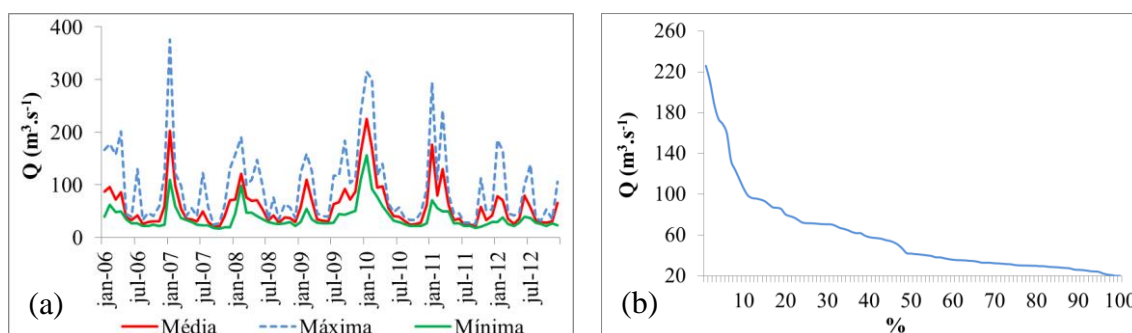 400
300
200
100
0
Q (m³.s⁻¹)
jan-06
jul-06
jan-07
jul-07
jan-08
jul-08
jan-09
jul-09
jan-10
jul-10
jan-11
jul-11
jan-12
jul-12
(a)
Média Máxima Mínima
260
220
180
140
100
60
20
Q (m³.s⁻¹)
10 20 30 40 50 60 70 80 90 100
%
(b)